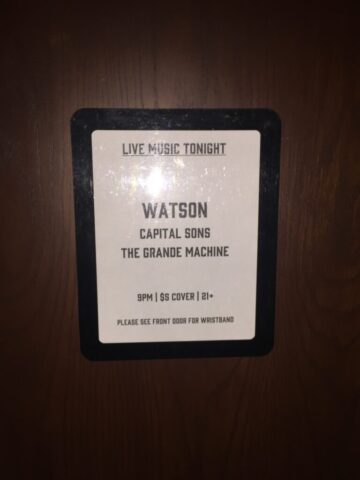 LIVE MUSIC TONIGHT
WATSON
CAPITAL SONS
THE GRANDE MACHINE
9PM | $5 COVER | 21+
PLEASE SEE FRONT DOOR FOR WRISTBAND